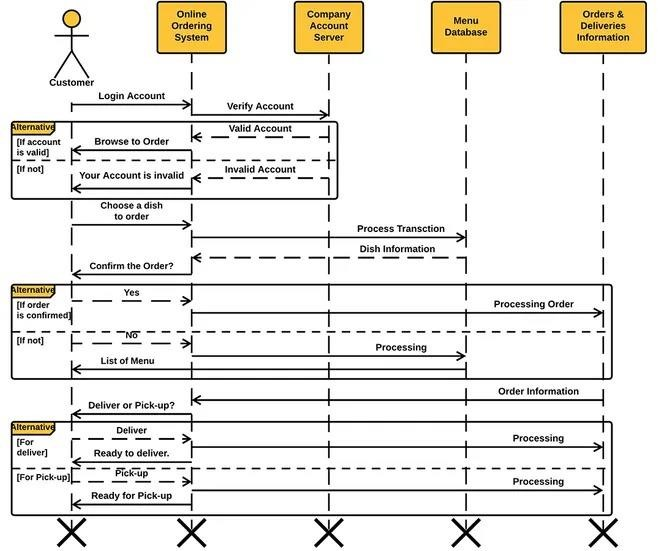 Online
Ordering
System
Company
Account
Server
Menu
Database
Orders &
Deliveries
Information
Customer
Login Account
Verify Account
Alternative
Valid Account
[If account
is valid]
Browse to Order
[If not]
Invalid Account
Your Account is invalid
Choose a dish
to order
Process Transction
Dish Information
Confirm the Order?
Alternative
Yes
[If order
is confirmed]
Processing Order
[If not]
No
Processing
List of Menu
Order Information
Deliver or Pick-up?
Alternative
Deliver
[For
deliver]
Processing
Ready to deliver.
[For Pick-up]
Pick-up
Processing
Ready for Pick-up